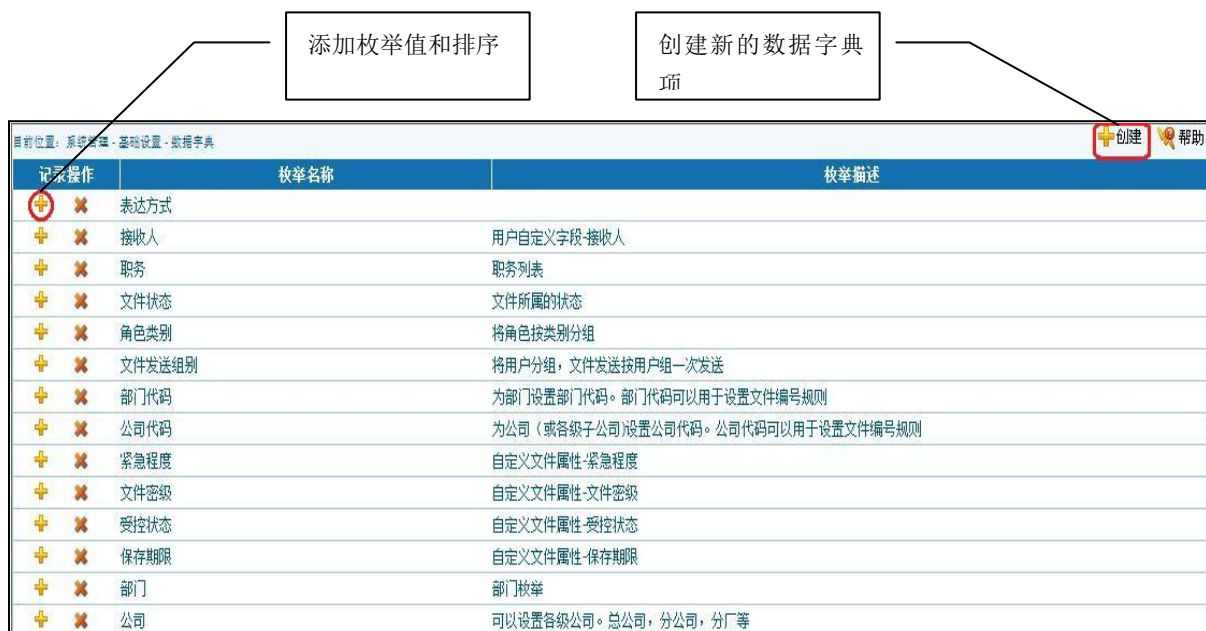 添加枚举值和排序
创建新的数据字典
项
目前位置：系统管理 - 基础设置 - 数据字典
创建 帮助
记录操作 枚举名称 枚举描述
表达方式
接收人 用户自定义字段-接收人
职务 职务列表
文件状态 文件所属的状态
角色类别 将角色按类别分组
文件发送组别 将用户分组，文件发送按用户组一次发送
部门代码 为部门设置部门代码。部门代码可以用于设置文件编号规则
公司代码 为公司（或各级子公司)设置公司代码。公司代码可以用于设置文件编号规则
紧急程度 自定义文件属性-紧急程度
文件密级 自定义文件属性-文件密级
受控状态 自定义文件属性-受控状态
保存期限 自定义文件属性-保存期限
部门 部门枚举
公司 可以设置各级公司。总公司，分公司，分厂等